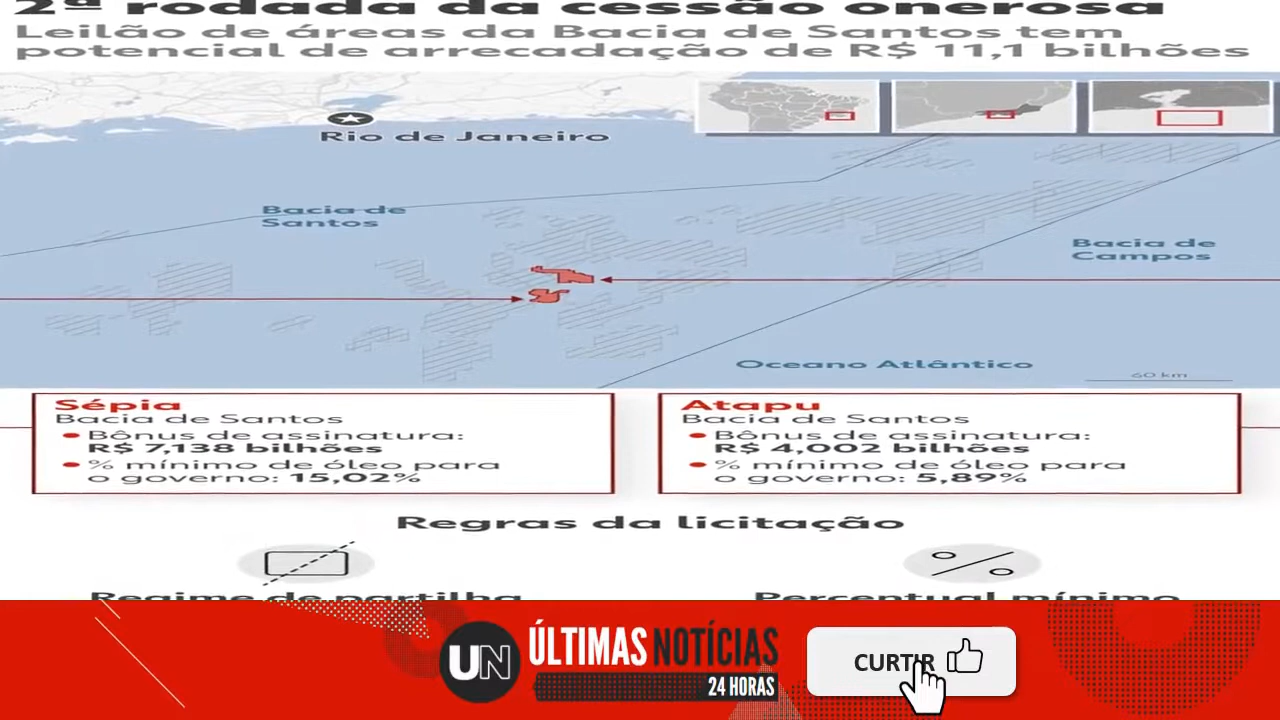 2ª rodada da cessão onerosa
Leilão de áreas da Bacia de Santos tem
potencial de arrecadação de R$ 11,1 bilhões
Rio de Janeiro
Bacia de
Santos
Bacia de
Campos
Oceano Atlântico
60 km
Sépia
Bacia de Santos
• Bônus de assinatura:
R$ 7,138 bilhões
• % mínimo de óleo para
o governo: 15,02%
Atapu
Bacia de Santos
• Bônus de assinatura:
R$ 4,002 bilhões
• % mínimo de óleo para
o governo: 5,89%
Regras da licitação
Regime de partilha
Percentual mínimo
UN
ÚLTIMAS NOTÍCIAS
24 HORAS
CURTIR